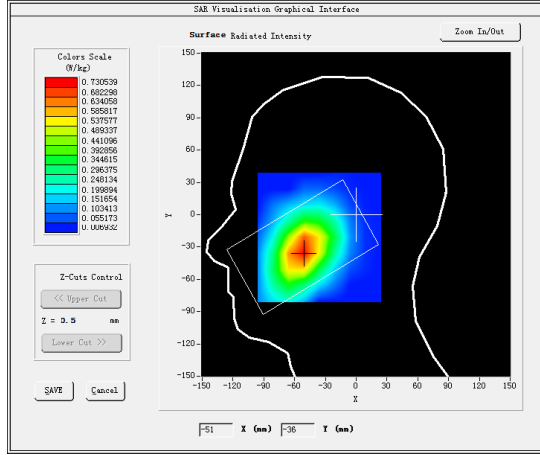 SAR Visualisation Graphical Interface
Surface Radiated Intensity
Zoom In/Out
Colors Scale
(W/kg)
0.730539
0.682298
0.634058
0.585817
0.537577
0.489337
0.441096
0.392856
0.344615
0.296375
0.248134
0.199894
0.151654
0.103413
0.055173
0.006932
150-
120-
90-
60-
30-
0-
-30-
-60-
-90-
-120-
-150-
Y
-150 -120 -90 -60 -30 0 30 60 90 120 150
X
Z-Cuts Control
<< Upper Cut
Z = 0.5 mm
Lower Cut >>
SAVE Cancel
-51 X (mm) -36 Y (mm)